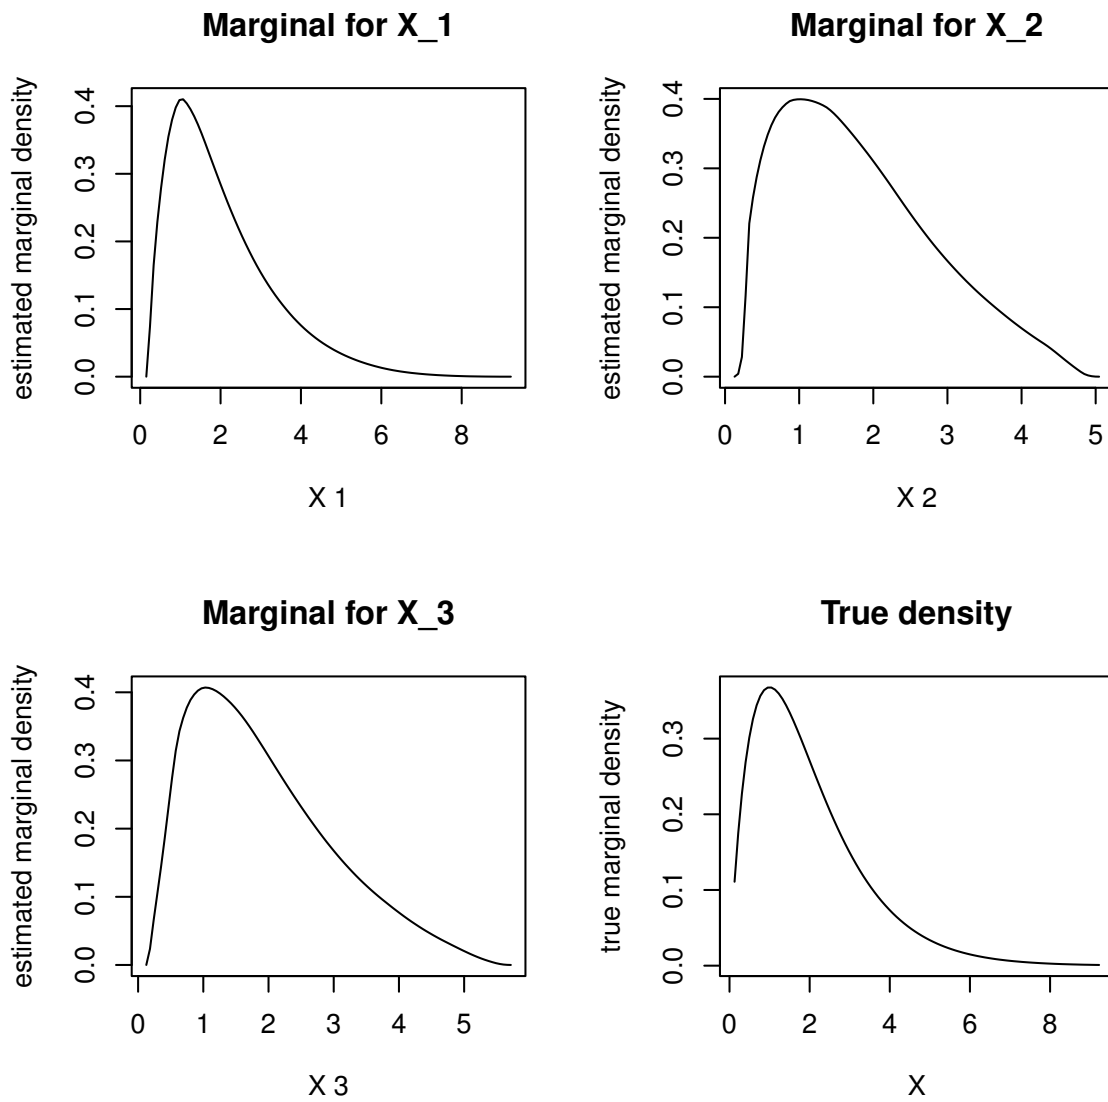 Marginal for X_1
estimated marginal density
0.0 0.1 0.2 0.3 0.4
0 2 4 6 8
X 1
Marginal for X_2
estimated marginal density
0.0 0.1 0.2 0.3 0.4
0 1 2 3 4 5
X 2
Marginal for X_3
estimated marginal density
0.0 0.1 0.2 0.3 0.4
0 1 2 3 4 5
X 3
True density
true marginal density
0.0 0.1 0.2 0.3
0 2 4 6 8
X